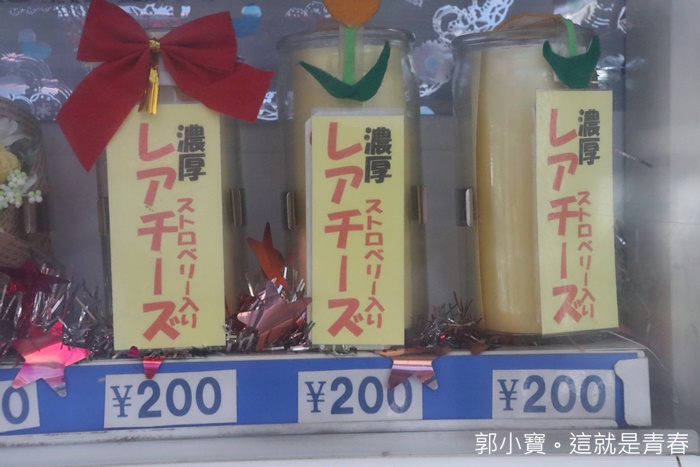 濃厚
レアチーズ
ストロベリー入り
濃厚
レアチーズ
ストロベリー入り
濃厚
レアチーズ
ストロベリー入り
0
¥200
¥200
¥200
郭小寶。這就是青春